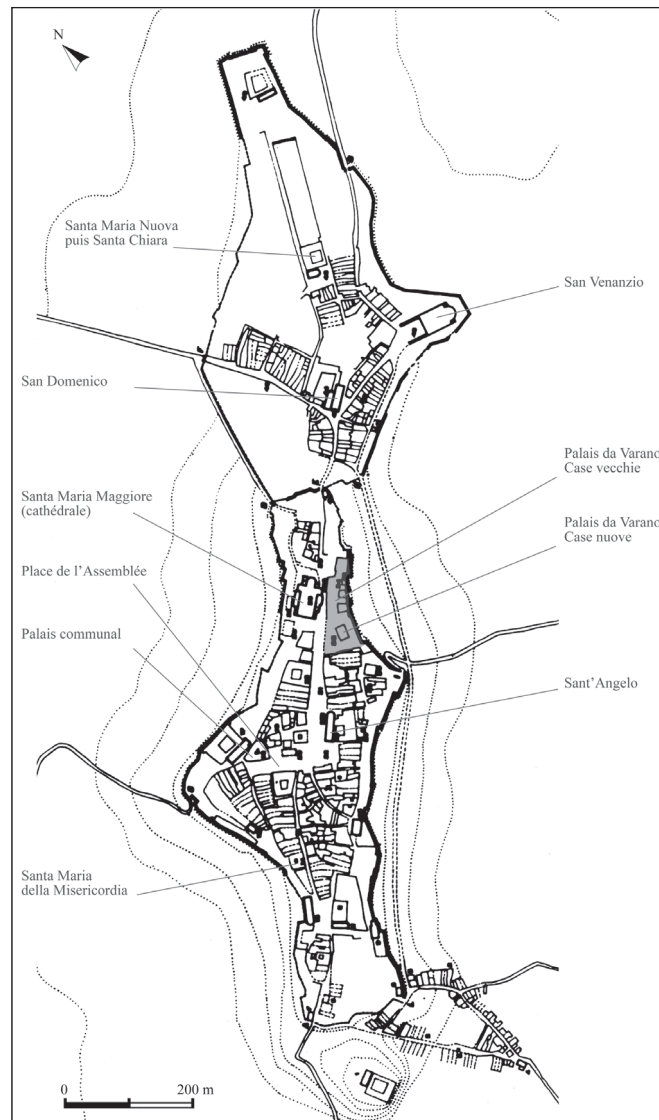 N
Santa Maria Nuova
puis Santa Chiara
San Venanzio
San Domenico
Palais da Varano
Case vecchie
Santa Maria Maggiore
(cathédrale)
Palais da Varano
Case nuove
Place de l'Assemblée
Palais communal
Sant'Angelo
Santa Maria
della Misericordia
0 200 m